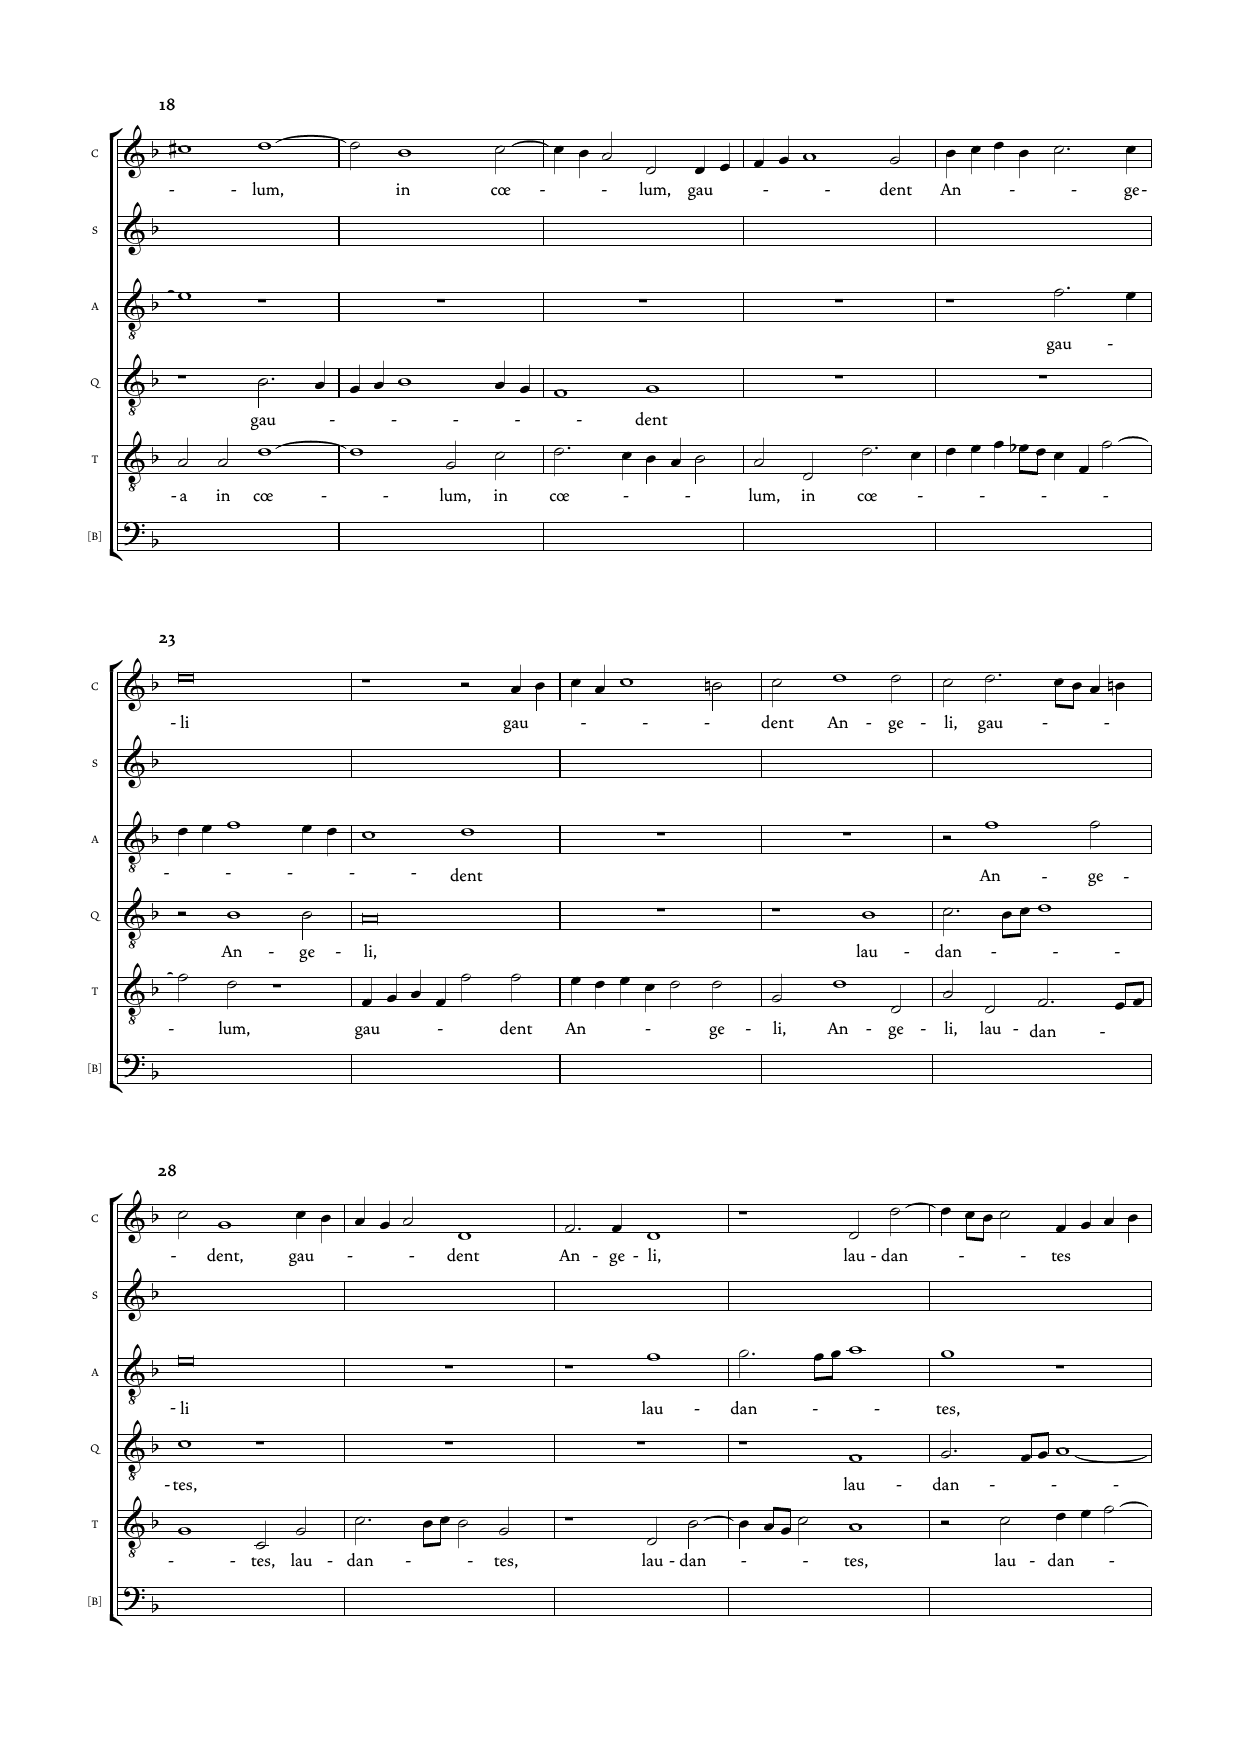 18
C
- - lum, in cœ - - lum, gau - - dent An - - ge-
S
A
gau -
Q
gau - - - - - dent
T
-a in cœ - - lum, in cœ - - lum, in cœ - - - - -
[B]
23
C
- li gau - - - dent An - ge - li, gau - -
S
A
- - - - - dent An - ge -
Q
An - ge - li, lau - dan - - -
T
- lum, gau - dent An - ge - li, An - ge - li, lau - dan -
[B]
28
C
- dent, gau - - dent An - ge - li, lau - dan - - tes
S
A
- li lau - dan - - tes,
Q
- tes, lau - dan - - -
T
- - tes, lau - dan - - tes, lau - dan - - tes, lau - dan -
[B]